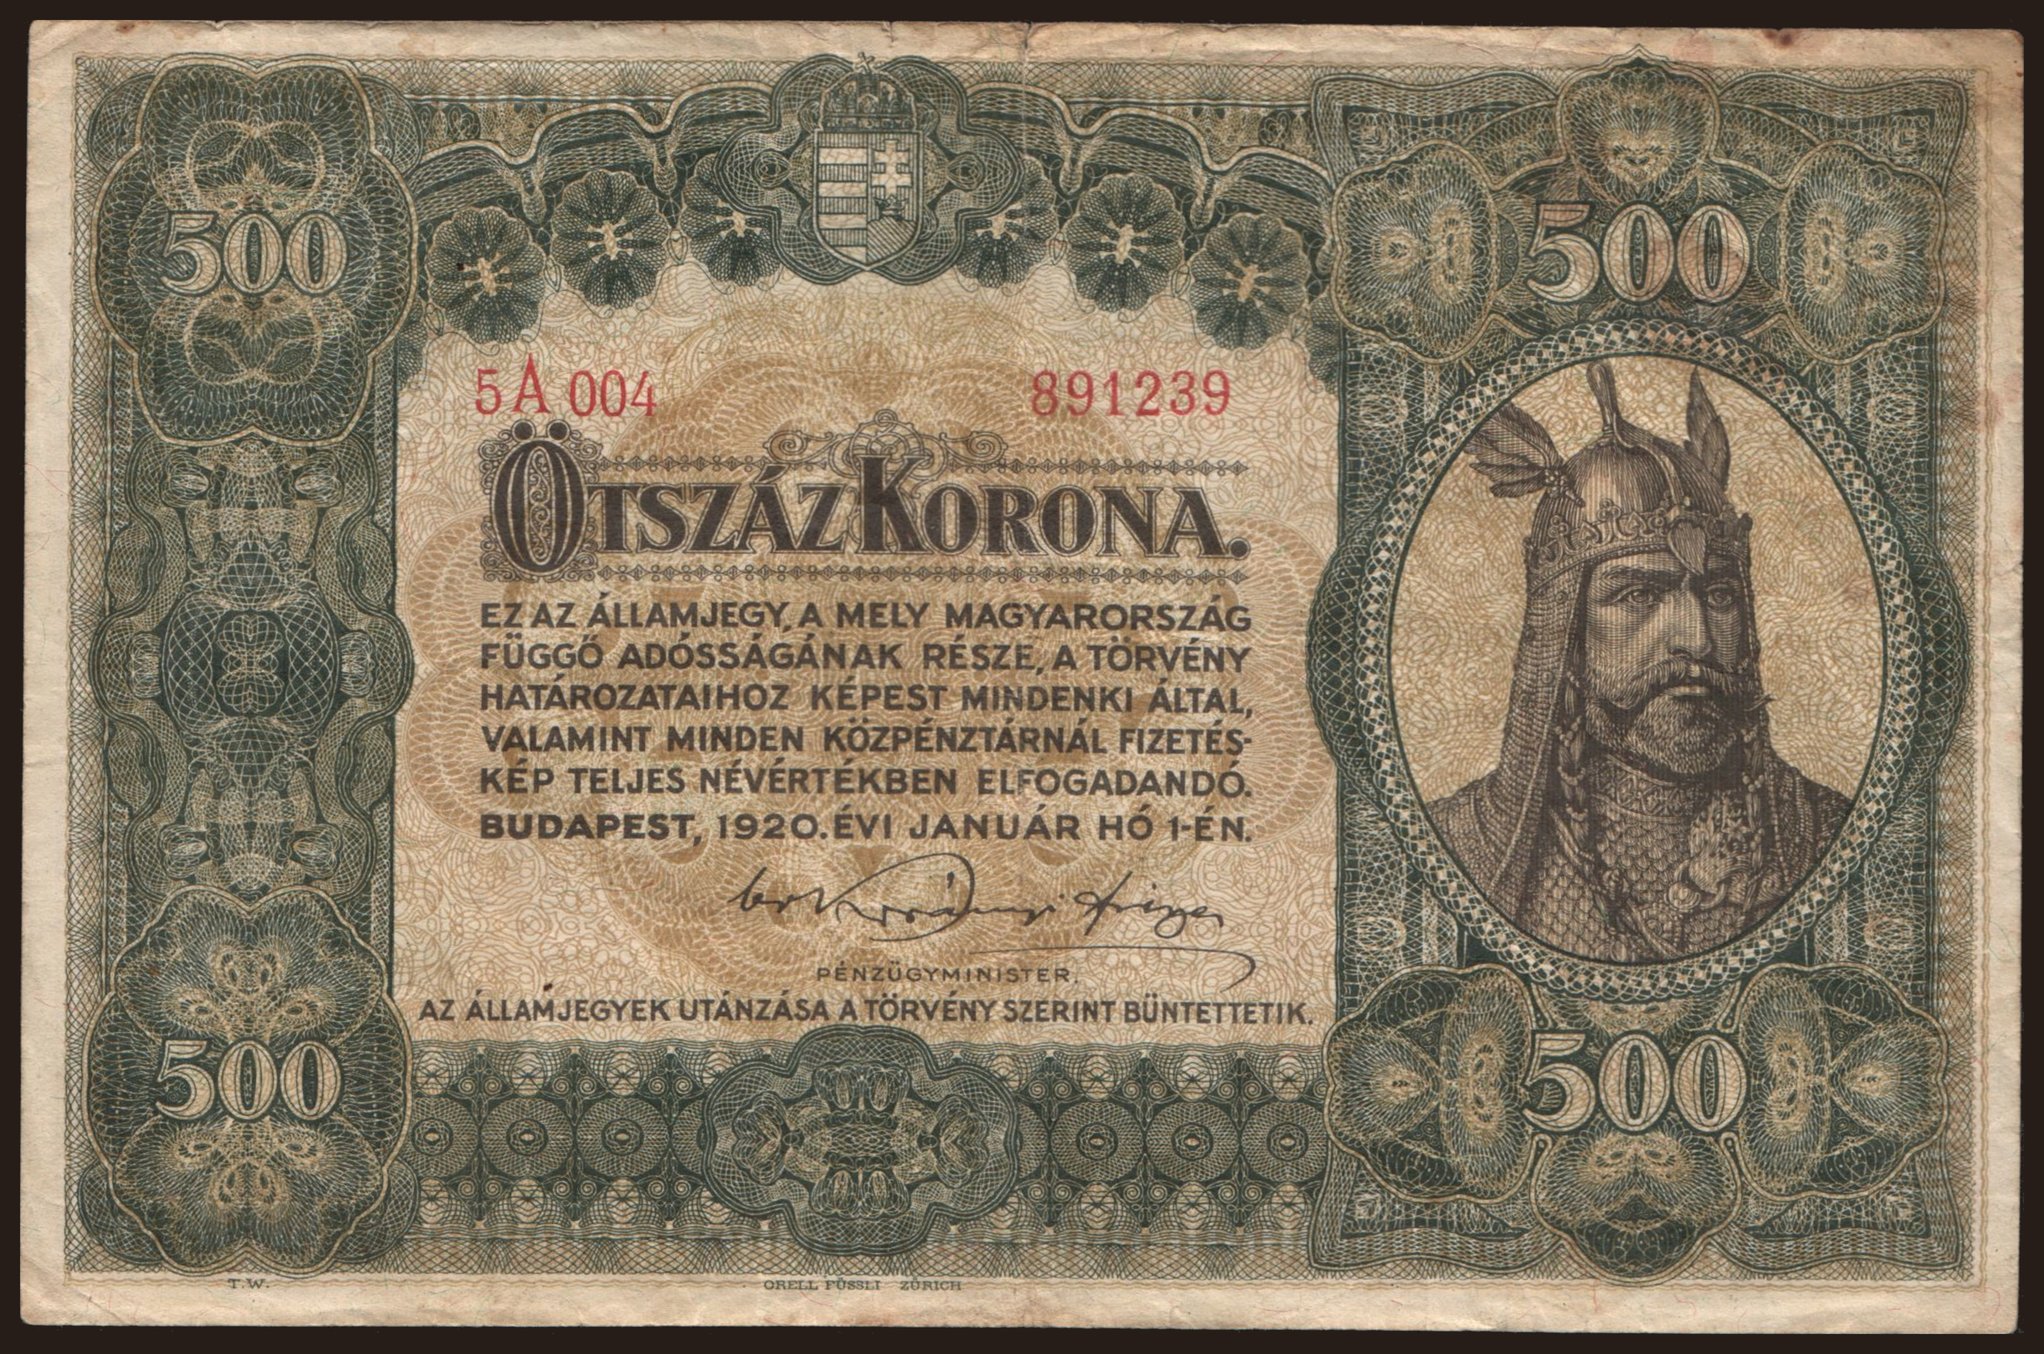 500
500
5A 004 891239
ÖTSZÁZ KORONA.
EZ AZ ÁLLAMJEGY, A MELY MAGYARORSZÁG
FÜGGŐ ADÓSSÁGÁNAK RÉSZE, A TÖRVÉNY
HATÁROZATAIHOZ KÉPEST MINDENKI ÁLTAL,
VALAMINT MINDEN KÖZPÉNZTÁRNÁL FIZETÉS-
KÉP TELJES NÉVÉRTÉKBEN ELFOGADANDÓ.
BUDAPEST, 1920. ÉVI JANUÁR HÓ 1-ÉN.
PÉNZÜGYMINISTER.
AZ ÁLLAMJEGYEK UTÁNZÁSA A TÖRVÉNY SZERINT BÜNTETTETIK.
500
500
T.W.
ORELL FÜSSLI ZÜRICH